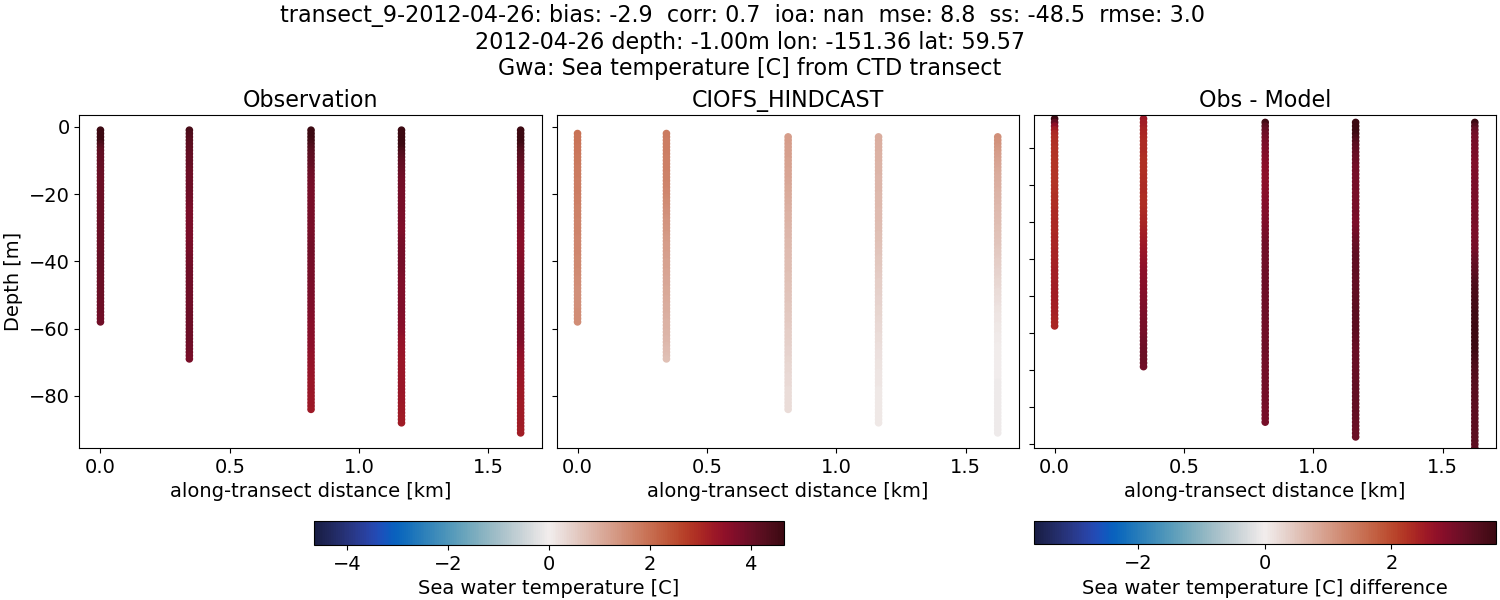 transect_9-2012-04-26: bias: -2.9  corr: 0.7  ioa: nan  mse: 8.8  ss: -48.5  rmse: 3.0
2012-04-26 depth: -1.00m lon: -151.36 lat: 59.57
Gwa: Sea temperature [C] from CTD transect
Observation
CIOFS_HINDCAST
Obs - Model
Depth [m]
0
−20
−40
−60
−80
0.0 0.5 1.0 1.5
0.0 0.5 1.0 1.5
0.0 0.5 1.0 1.5
along-transect distance [km]
along-transect distance [km]
along-transect distance [km]
−4 −2 0 2 4
−2 0 2
Sea water temperature [C]
Sea water temperature [C] difference